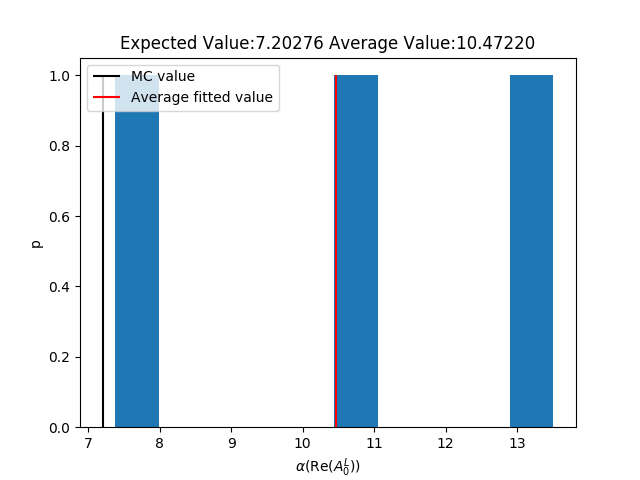 Expected Value:7.20276 Average Value:10.47220
MC value
Average fitted value
1.0
0.8
0.6
0.4
0.2
0.0
p
7 8 9 10 11 12 13
α(Re(A₀ᴸ))